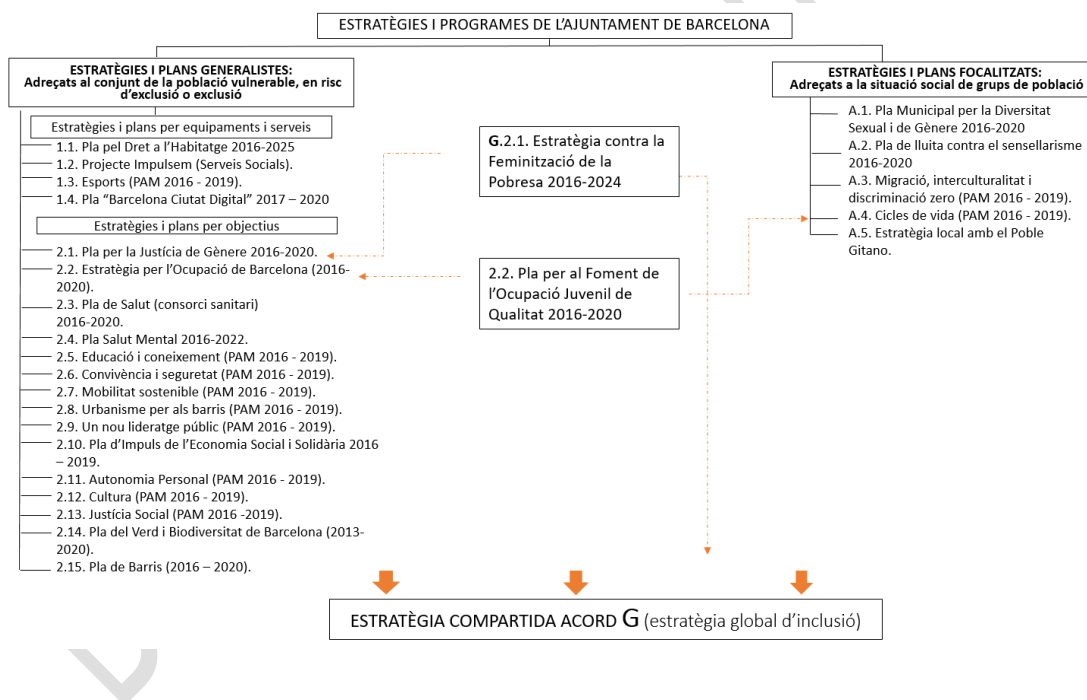 ESTRATÈGIES I PROGRAMES DE L'AJUNTAMENT DE BARCELONA
ESTRATÈGIES I PLANS GENERALISTES:
Adreçats al conjunt de la població vulnerable, en risc
d'exclusió o exclusió
Estratègies i plans per equipaments i serveis
1.1. Pla pel Dret a l'Habitatge 2016-2025
1.2. Projecte Impulsem (Serveis Socials).
1.3. Esports (PAM 2016 - 2019).
1.4. Pla "Barcelona Ciutat Digital" 2017 – 2020
Estratègies i plans per objectius
2.1. Pla per la Justícia de Gènere 2016-2020.
2.2. Estratègia per l'Ocupació de Barcelona (2016-
2020).
2.3. Pla de Salut (consorci sanitari)
2016-2020.
2.4. Pla Salut Mental 2016-2022.
2.5. Educació i coneixement (PAM 2016 - 2019).
2.6. Convivència i seguretat (PAM 2016 - 2019).
2.7. Mobilitat sostenible (PAM 2016 - 2019).
2.8. Urbanisme per als barris (PAM 2016 - 2019).
2.9. Un nou lideratge públic (PAM 2016 - 2019).
2.10. Pla d'Impuls de l'Economia Social i Solidària 2016
– 2019.
2.11. Autonomia Personal (PAM 2016 - 2019).
2.12. Cultura (PAM 2016 - 2019).
2.13. Justícia Social (PAM 2016 -2019).
2.14. Pla del Verd i Biodiversitat de Barcelona (2013-
2020).
2.15. Pla de Barris (2016 – 2020).
G.2.1. Estratègia contra la
Feminització de la
Pobresa 2016-2024
2.2. Pla per al Foment de
l'Ocupació Juvenil de
Qualitat 2016-2020
ESTRATÈGIES I PLANS FOCALITZATS:
Adreçats a la situació social de grups de població
A.1. Pla Municipal per la Diversitat
Sexual i de Gènere 2016-2020
A.2. Pla de lluita contra el sensellarisme
2016-2020
A.3. Migració, interculturalitat i
discriminació zero (PAM 2016 - 2019).
A.4. Cicles de vida (PAM 2016 - 2019).
A.5. Estratègia local amb el Poble
Gitano.
ESTRATÈGIA COMPARTIDA ACORD G (estratègia global d'inclusió)